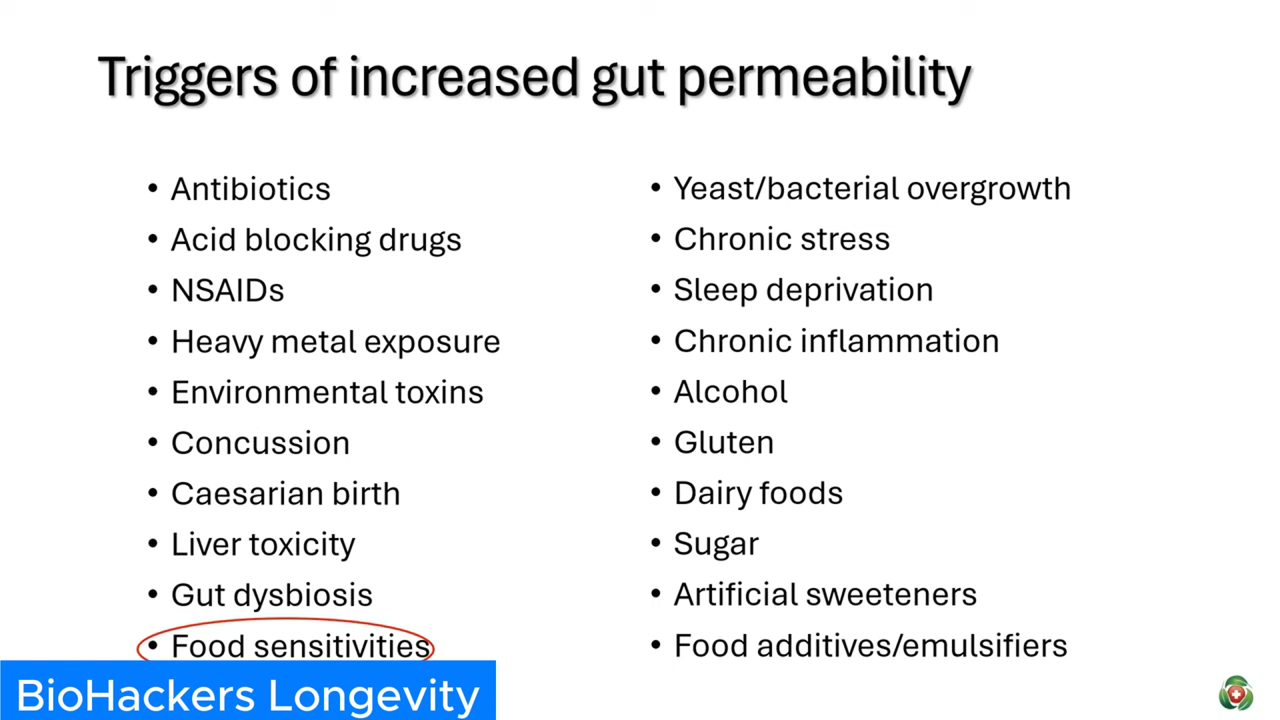 Triggers of increased gut permeability
• Antibiotics
• Acid blocking drugs
• NSAIDs
• Heavy metal exposure
• Environmental toxins
• Concussion
• Caesarian birth
• Liver toxicity
• Gut dysbiosis
• Food sensitivities
• Yeast/bacterial overgrowth
• Chronic stress
• Sleep deprivation
• Chronic inflammation
• Alcohol
• Gluten
• Dairy foods
• Sugar
• Artificial sweeteners
• Food additives/emulsifiers
BioHackers Longevity